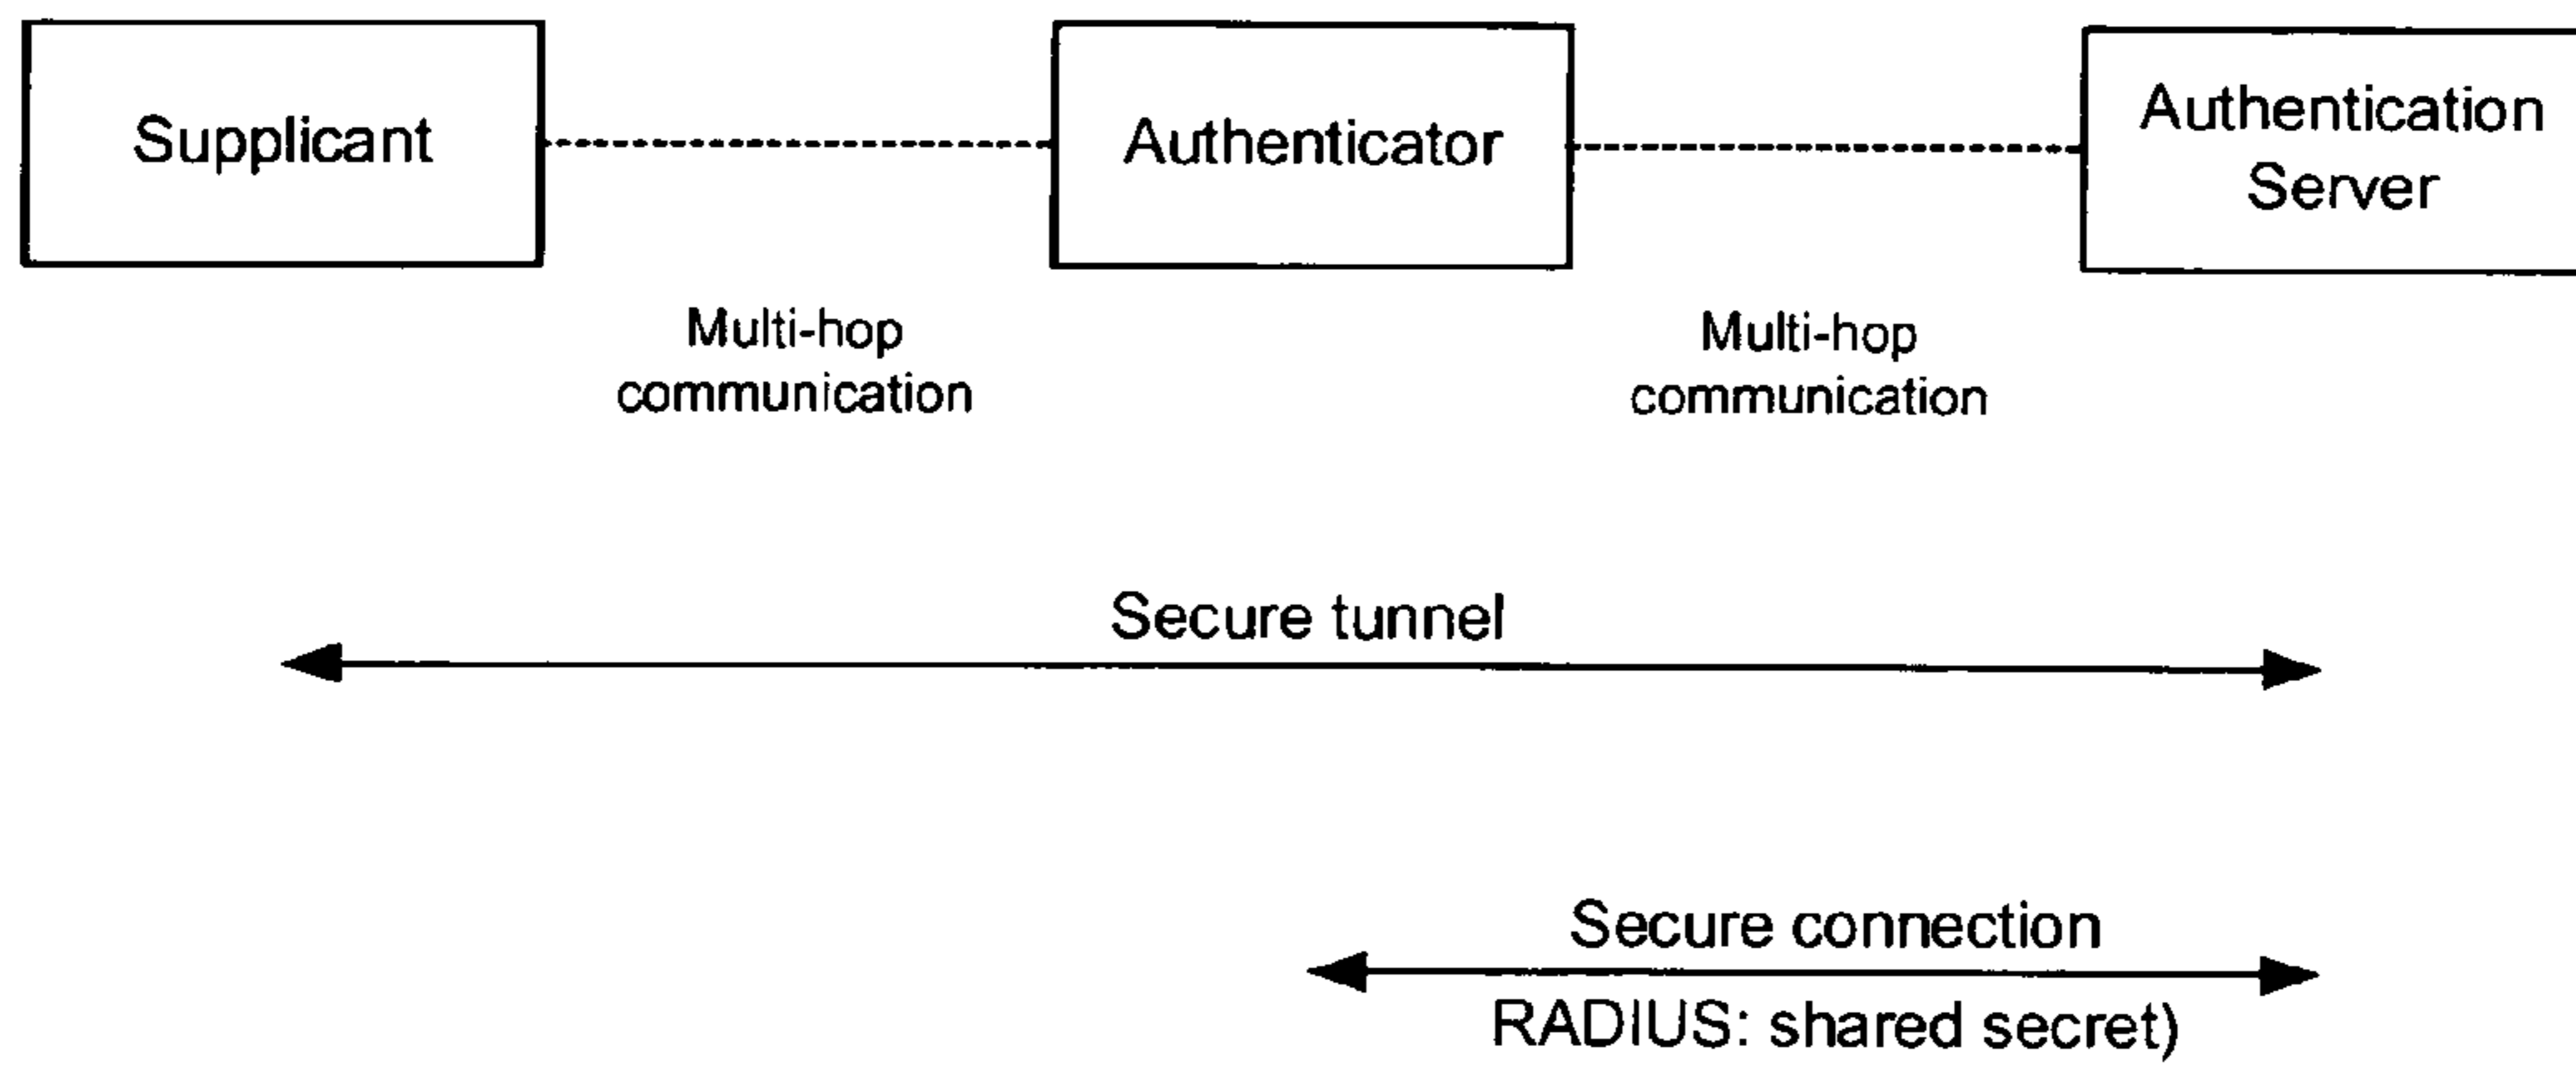 Supplicant
Authenticator
Authentication
Server
Multi-hop
communication
Multi-hop
communication
Secure tunnel
Secure connection
RADIUS: shared secret)